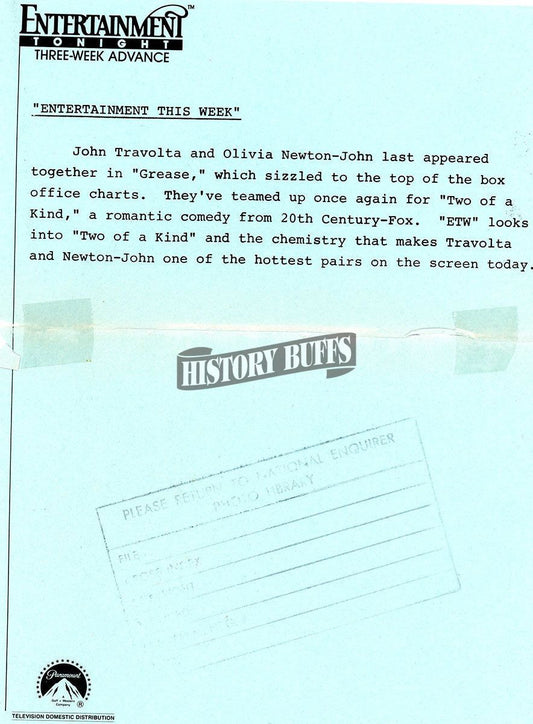 ENTERTAINMENT™
TONIGHT
THREE-WEEK ADVANCE
"ENTERTAINMENT THIS WEEK"
John Travolta and Olivia Newton-John last appeared
together in "Grease," which sizzled to the top of the box
office charts. They've teamed up once again for "Two of a
Kind," a romantic comedy from 20th Century-Fox. "ETW" looks
into "Two of a Kind" and the chemistry that makes Travolta
and Newton-John one of the hottest pairs on the screen today.
HISTORY BUFFS
PLEASE RETURN TO NATIONAL ENQUIRER
PHOTO LIBRARY
FILE
Paramount
Gulf + Western
Company
®
TELEVISION DOMESTIC DISTRIBUTION